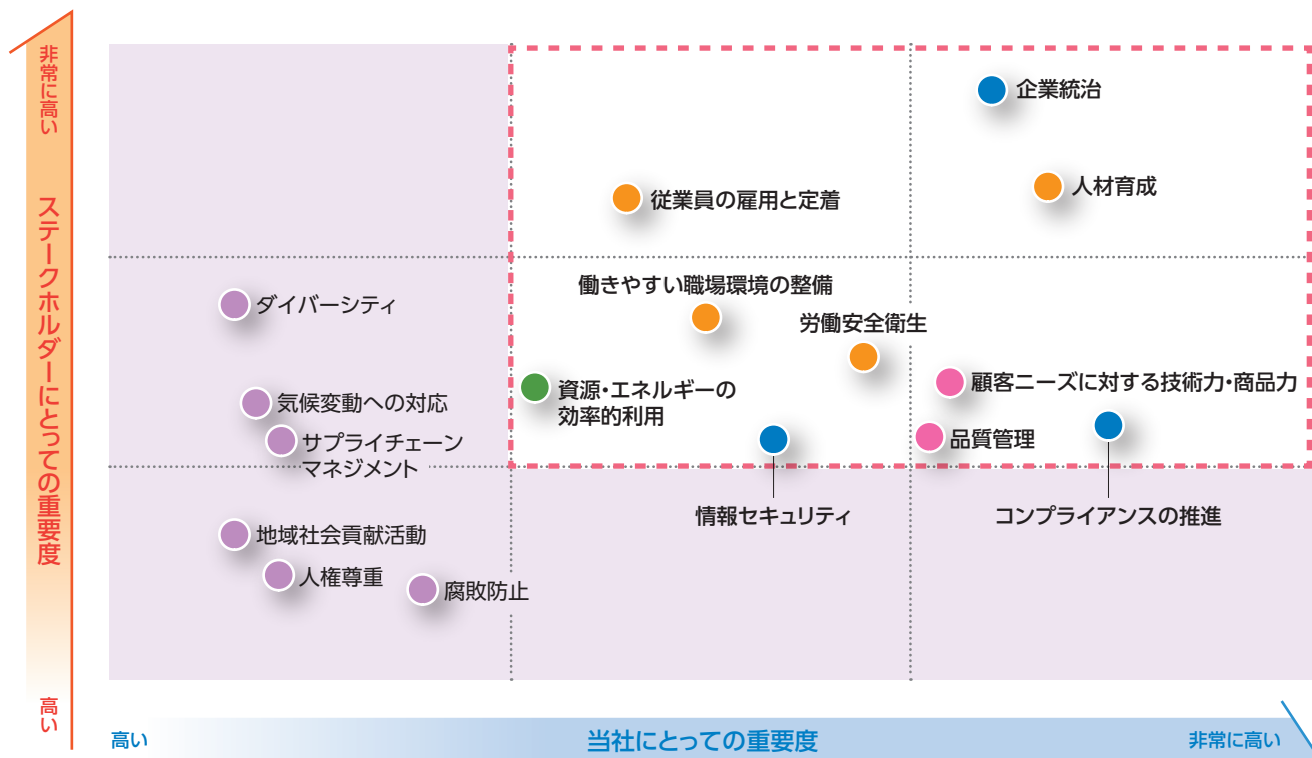 非常に高い
ステークホルダーにとっての重要度
高い
企業統治
人材育成
従業員の雇用と定着
働きやすい職場環境の整備
ダイバーシティ
労働安全衛生
資源・エネルギーの
効率的利用
顧客ニーズに対する技術力・商品力
気候変動への対応
サプライチェーン
マネジメント
品質管理
情報セキュリティ
コンプライアンスの推進
地域社会貢献活動
人権尊重
腐敗防止
高い
当社にとっての重要度
非常に高い